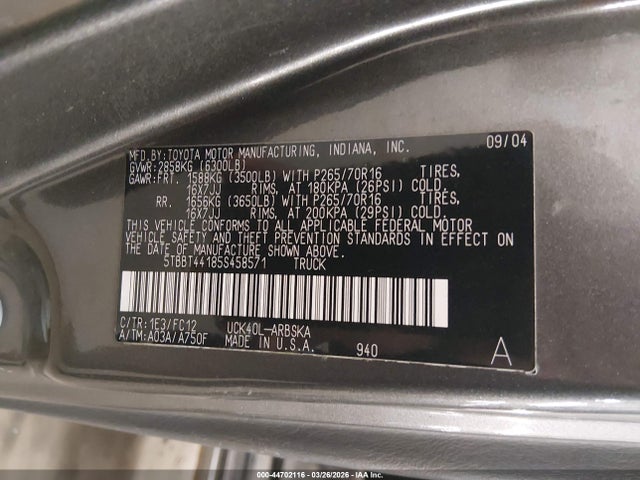 MFD.BY:TOYOTA MOTOR MANUFACTURING, INDIANA, INC. 09/04
GVWR:2858KG (6300LB)
GAWR:FRT. 1588KG (3500LB) WITH P265/70R16 TIRES,
16X7JJ RIMS, AT 180KPA (26PSI) COLD.
RR. 1656KG (3650LB) WITH P265/70R16 TIRES,
16X7JJ RIMS, AT 200KPA (29PSI) COLD.
THIS VEHICLE CONFORMS TO ALL APPLICABLE FEDERAL MOTOR
VEHICLE SAFETY AND THEFT PREVENTION STANDARDS IN EFFECT ON
THE DATE OF MANUFACTURE SHOWN ABOVE.
5TBBT44185S458571 TRUCK
C/TR:1E3/FC12 UCK40L-ARBSKA
A/TM:A03A/A750F MADE IN U.S.A. 940 A
000-44702116 - 03/26/2026 - IAA Inc.